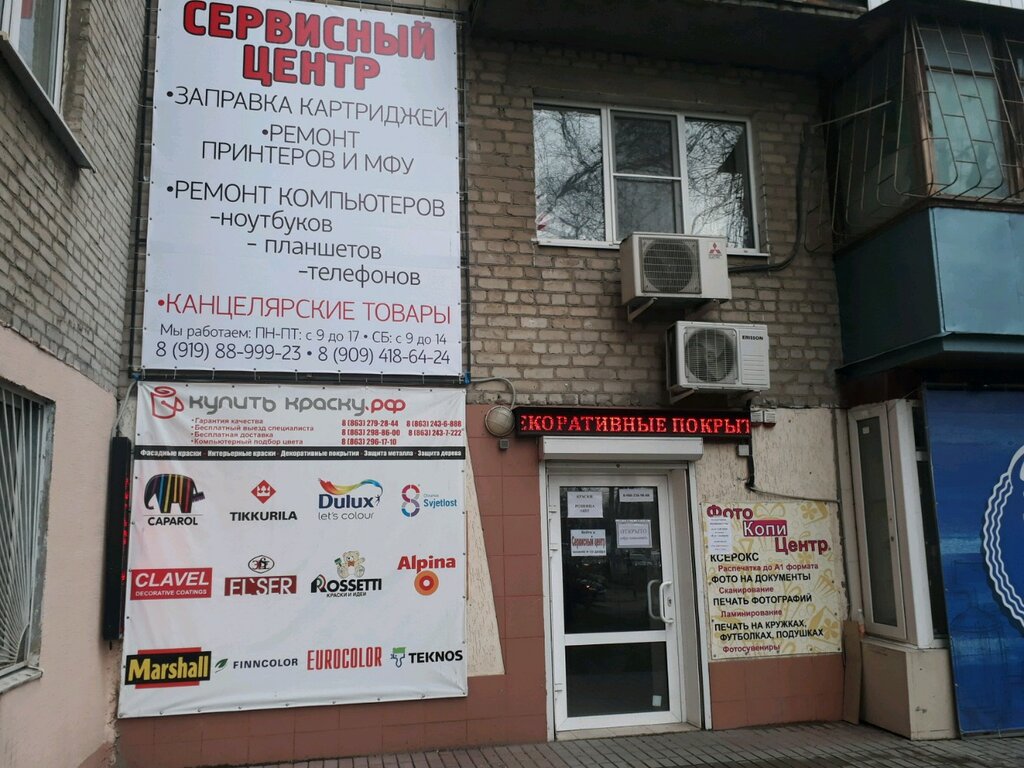 СЕРВИСНЫЙ
ЦЕНТР
•ЗАПРАВКА КАРТРИДЖЕЙ
•РЕМОНТ
ПРИНТЕРОВ И МФУ
•РЕМОНТ КОМПЬЮТЕРОВ
-ноутбуков
- планшетов
-телефонов
•КАНЦЕЛЯРСКИЕ ТОВАРЫ
Мы работаем: ПН-ПТ: с 9 до 17 • СБ: с 9 до 14
8 (919) 88-999-23 • 8 (909) 418-64-24
купить краску.рф
•Гарантия качества
•Бесплатный выезд специалиста
•Бесплатная доставка
•Компьютерный подбор цвета
8 (863) 279-28-44 8 (863) 243-6-888
8 (863) 298-86-00 8 (863) 243-7-222
8 (863) 296-17-10
Фасадные краски - Интерьерные краски - Декоративные покрытия - Защита металла - Защита дерева
CAPAROL
TIKKURILA
Dulux
let's colour
Svjetlost
CLAVEL
DECORATIVE COATINGS
ELSER
ROSSETTI
КРАСКИ И ИДЕИ
Alpina
Marshall
FINNCOLOR
EUROCOLOR
TEKNOS
ERISSON
ЕКОРАТИВНЫЕ ПОКРЫТ
Сервисный центр
ОТКРЫТО
Фото
Копи
Центр
КСЕРОКС
Распечатка до А1 формата
ФОТО НА ДОКУМЕНТЫ
Сканирование
ПЕЧАТЬ ФОТОГРАФИЙ
Ламинирование
ПЕЧАТЬ НА КРУЖКАХ,
ФУТБОЛКАХ, ПОДУШКАХ
Фотосувениры